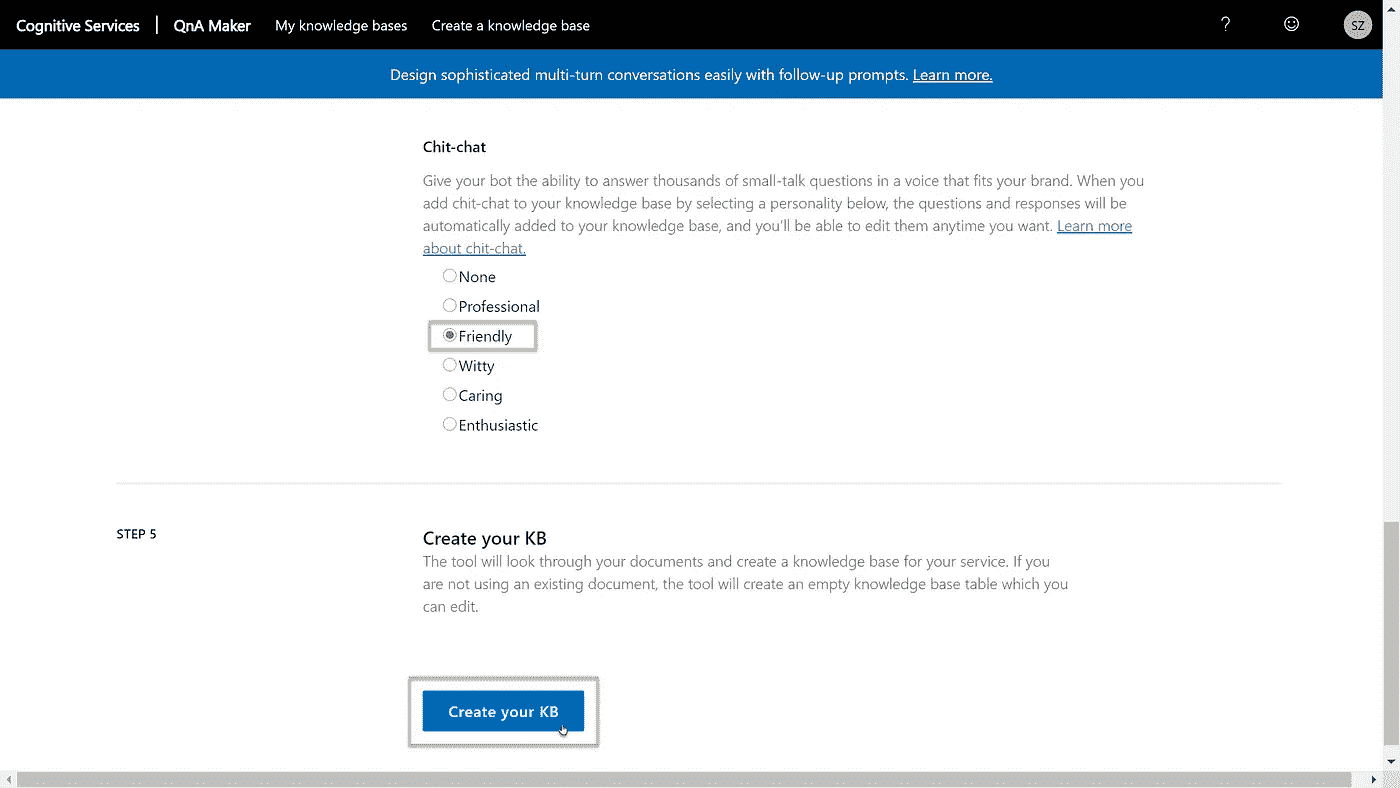 Cognitive Services | QnA Maker My knowledge bases Create a knowledge base ? SZ
Design sophisticated multi-turn conversations easily with follow-up prompts. Learn more.
Chit-chat
Give your bot the ability to answer thousands of small-talk questions in a voice that fits your brand. When you
add chit-chat to your knowledge base by selecting a personality below, the questions and responses will be
automatically added to your knowledge base, and you'll be able to edit them anytime you want. Learn more
about chit-chat.
None
Professional
Friendly
Witty
Caring
Enthusiastic
STEP 5
Create your KB
The tool will look through your documents and create a knowledge base for your service. If you
are not using an existing document, the tool will create an empty knowledge base table which you
can edit.
Create your KB